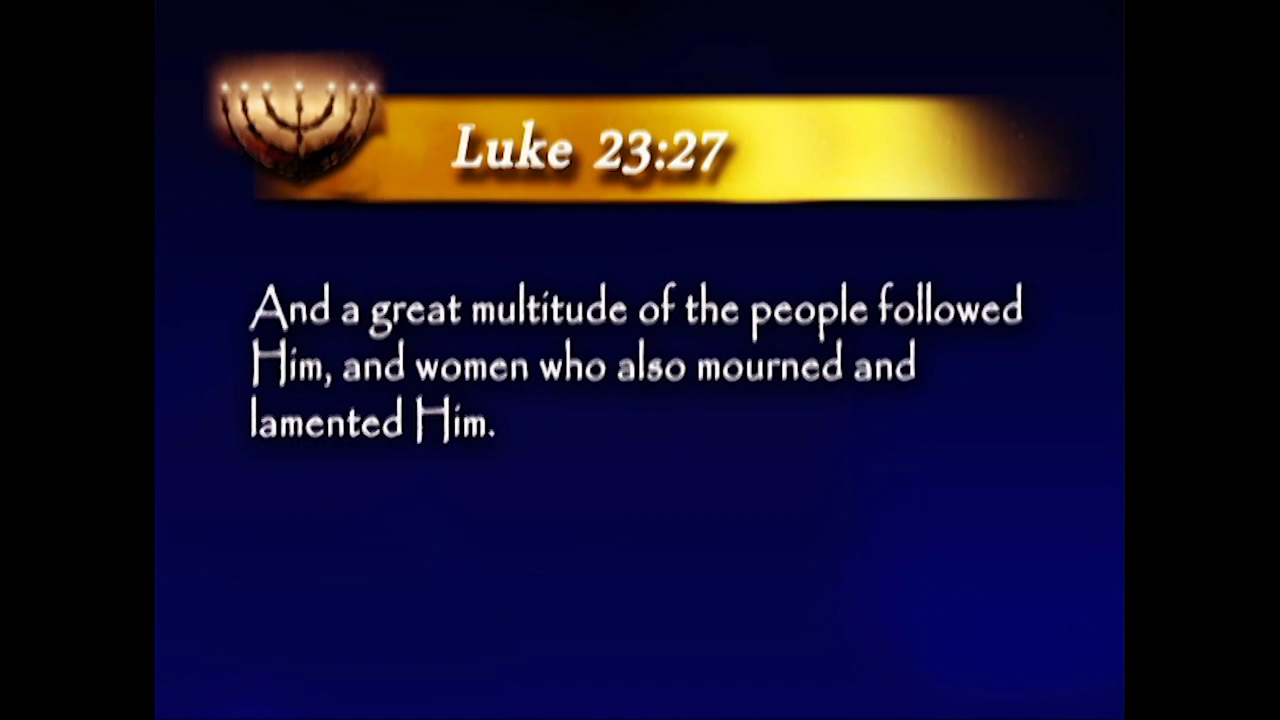 Luke 23:27
And a great multitude of the people followed
Him, and women who also mourned and
lamented Him.